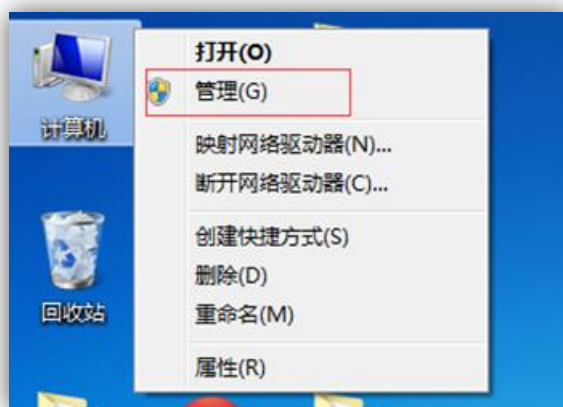 打开(O)
管理(G)
计算机
映射网络驱动器(N)...
断开网络驱动器(C)...
创建快捷方式(S)
删除(D)
回收站
重命名(M)
属性(R)